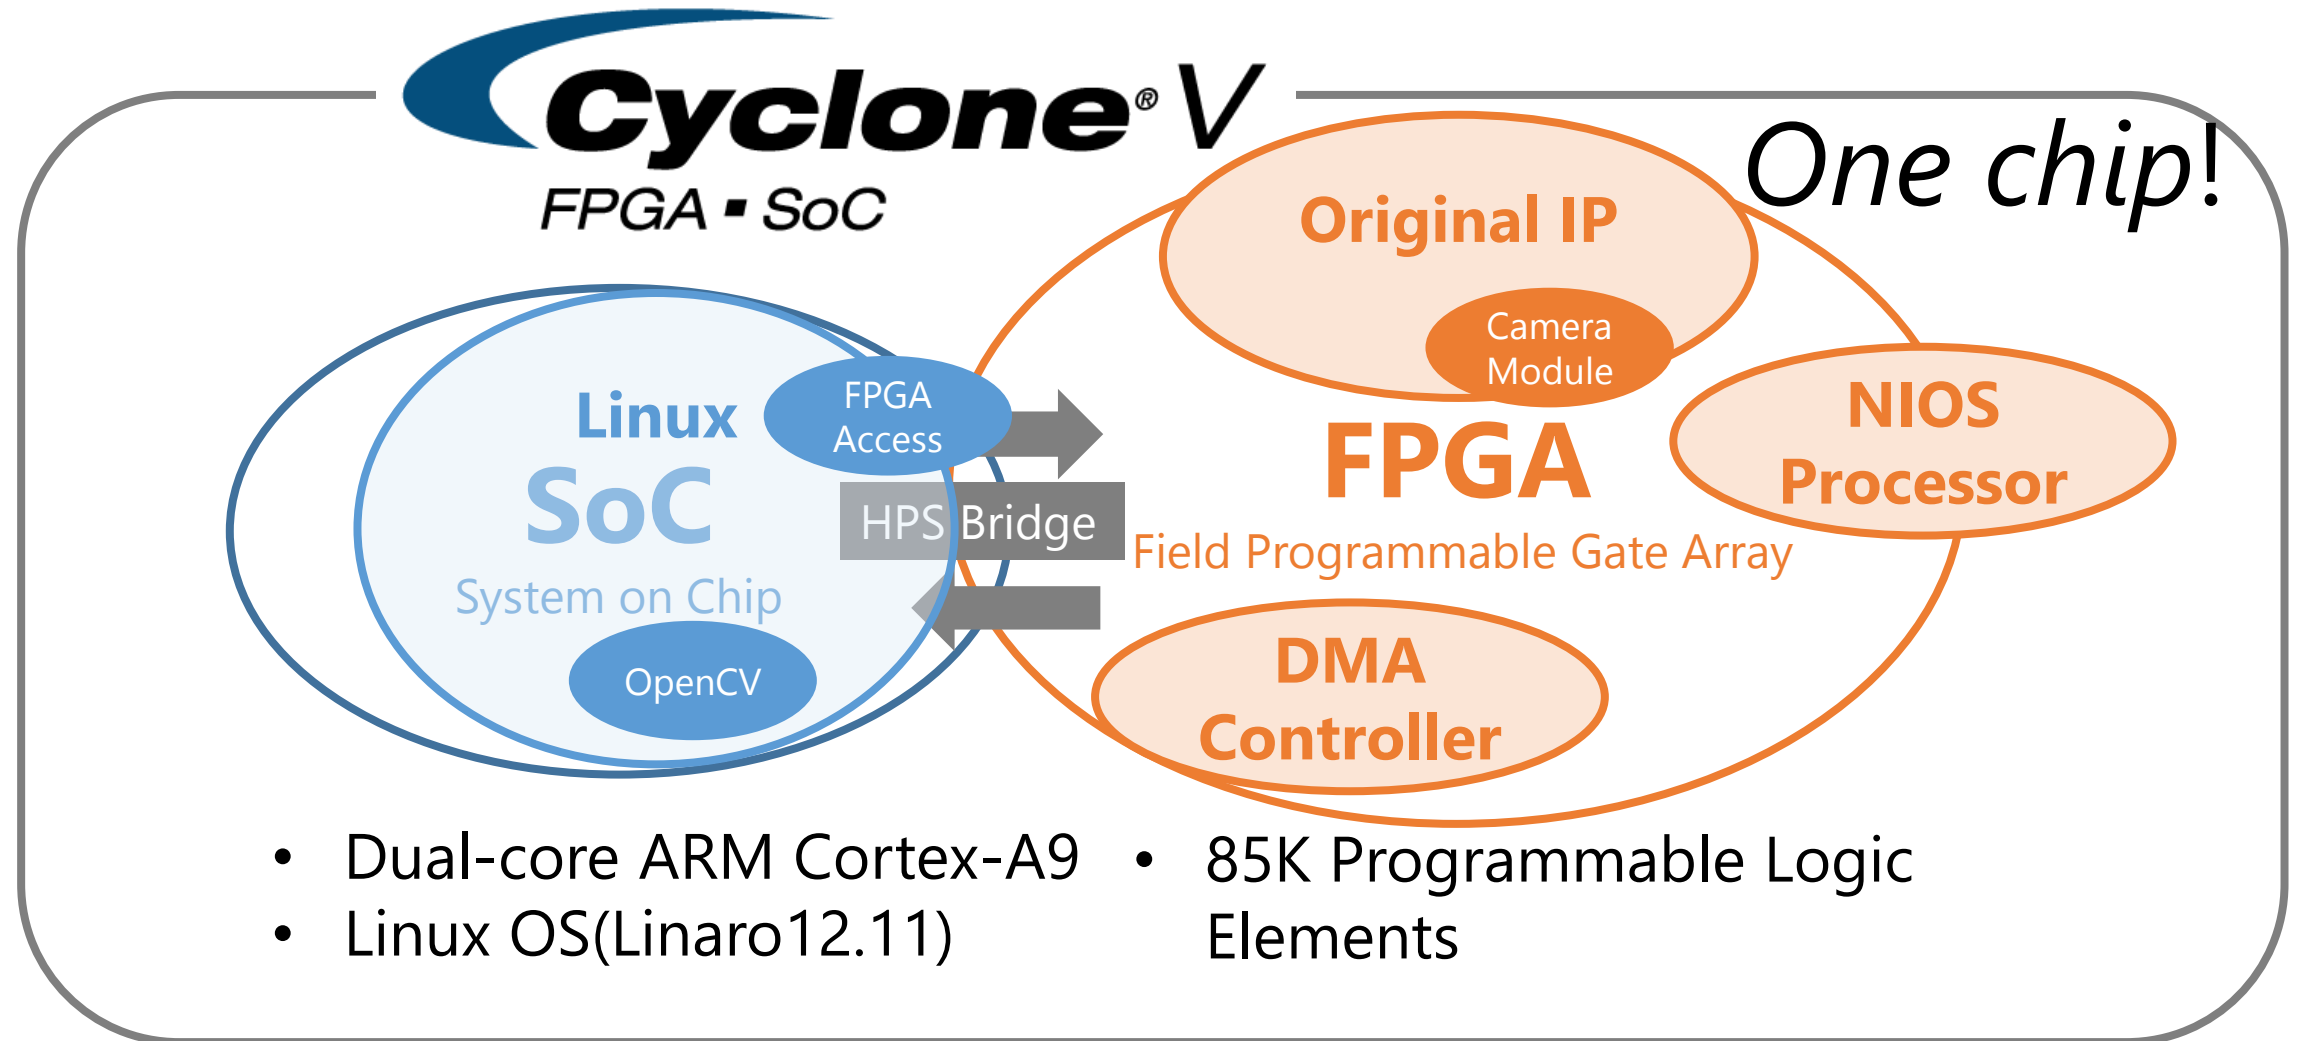 Cyclone® V
FPGA ▪ SoC
One chip!
Original IP
Camera
Module
Linux
FPGA
Access
SoC
System on Chip
OpenCV
HPS Bridge
FPGA
Field Programmable Gate Array
NIOS
Processor
DMA
Controller
• Dual-core ARM Cortex-A9
• Linux OS(Linaro12.11)
• 85K Programmable Logic
Elements